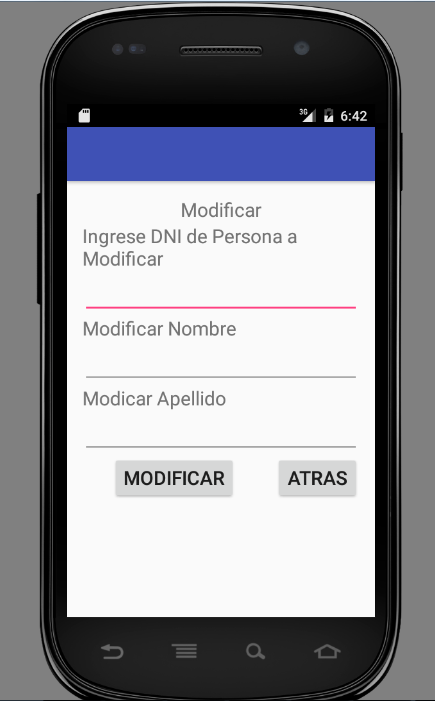 3G 6:42
Modificar
Ingrese DNI de Persona a
Modificar
Modificar Nombre
Modicar Apellido
MODIFICAR ATRAS